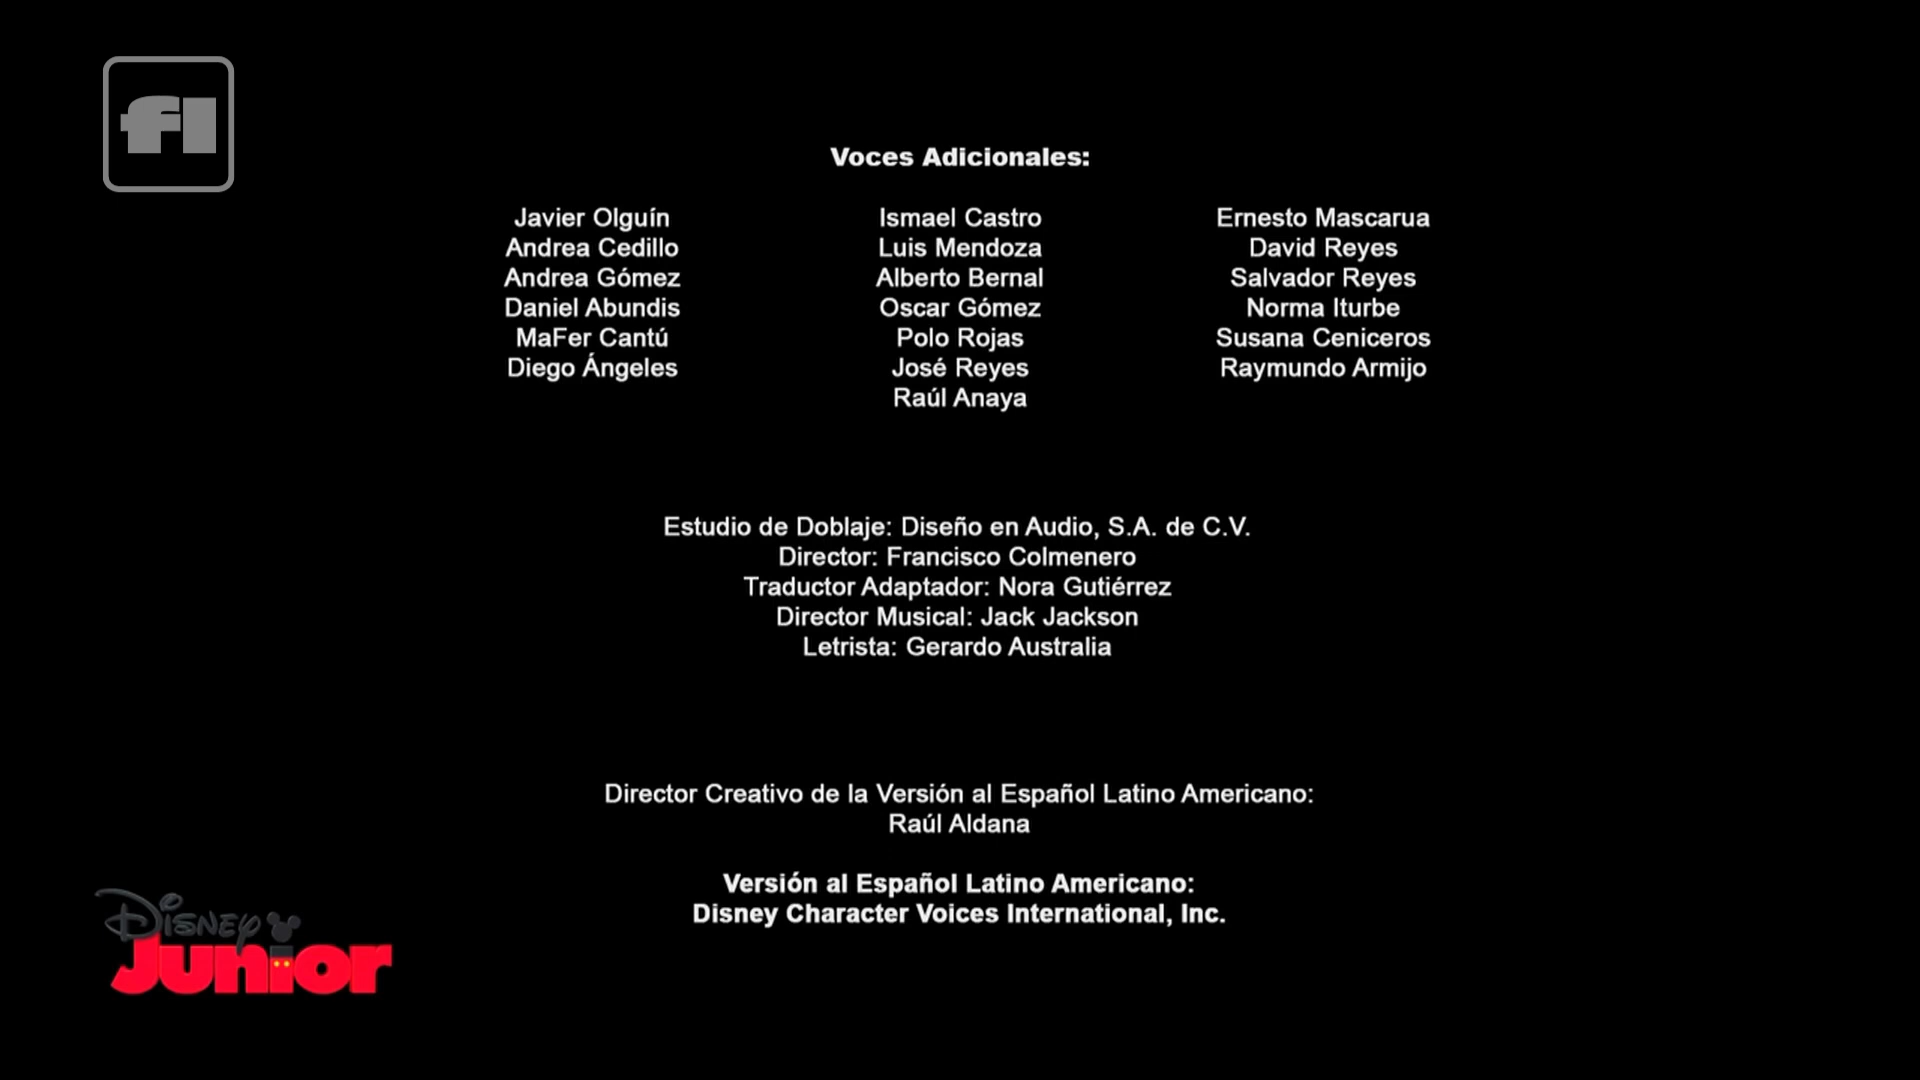 fl
Voces Adicionales:
Javier Olguín
Andrea Cedillo
Andrea Gómez
Daniel Abundis
MaFer Cantú
Diego Ángeles
Ismael Castro
Luis Mendoza
Alberto Bernal
Oscar Gómez
Polo Rojas
José Reyes
Raúl Anaya
Ernesto Mascarua
David Reyes
Salvador Reyes
Norma Iturbe
Susana Ceniceros
Raymundo Armijo
Estudio de Doblaje: Diseño en Audio, S.A. de C.V.
Director: Francisco Colmenero
Traductor Adaptador: Nora Gutiérrez
Director Musical: Jack Jackson
Letrista: Gerardo Australia
Director Creativo de la Versión al Español Latino Americano:
Raúl Aldana
Versión al Español Latino Americano:
Disney Character Voices International, Inc.
Disney
Junior